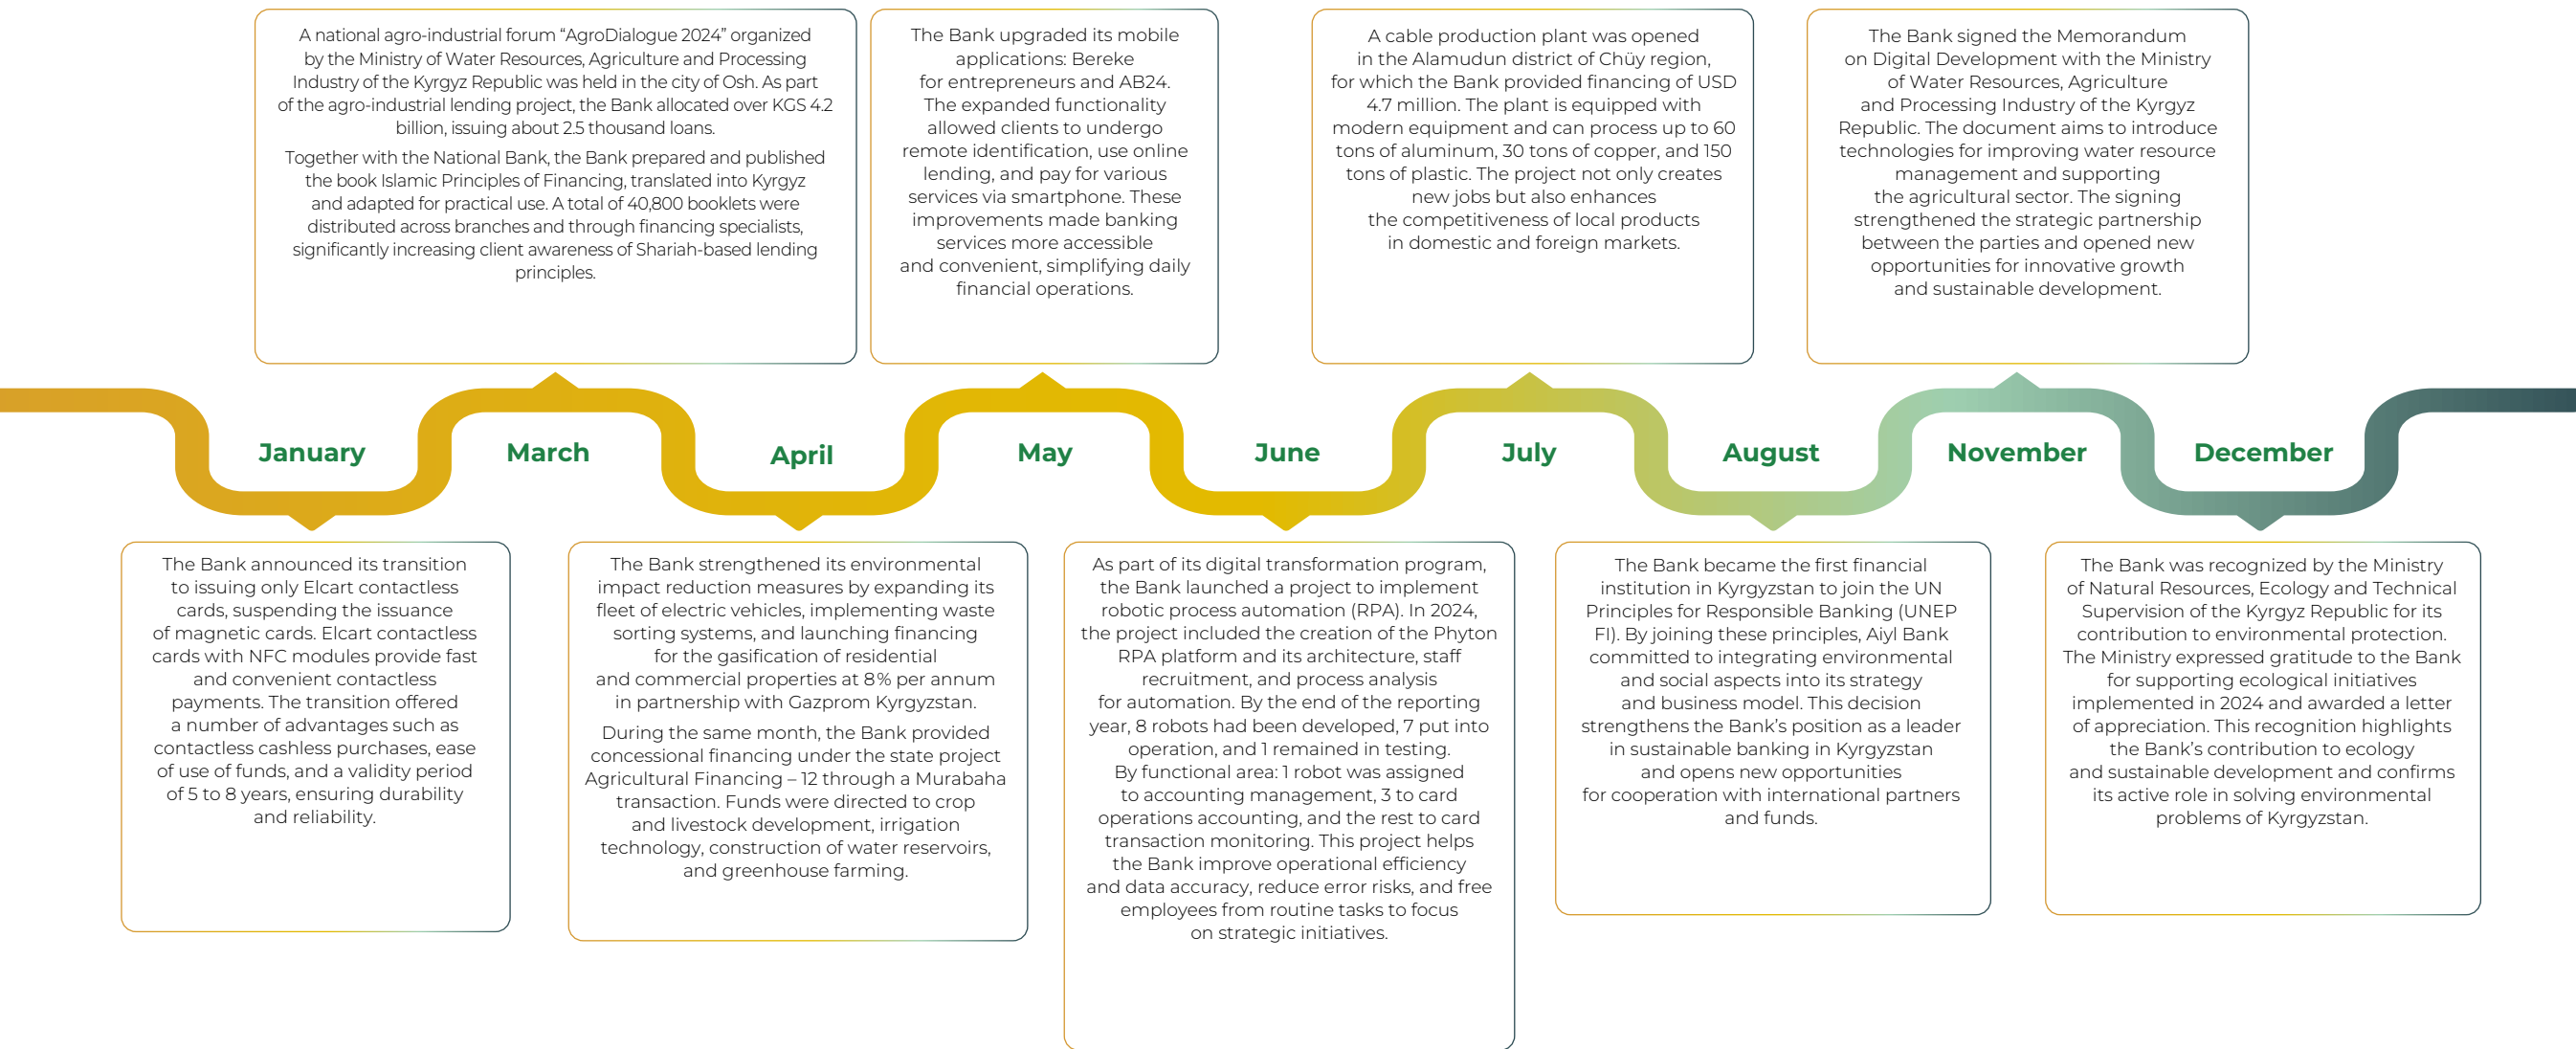 A national agro-industrial forum “AgroDialogue 2024” organized
by the Ministry of Water Resources, Agriculture and Processing
Industry of the Kyrgyz Republic was held in the city of Osh. As part
of the agro-industrial lending project, the Bank allocated over KGS 4.2
billion, issuing about 2.5 thousand loans.
Together with the National Bank, the Bank prepared and published
the book Islamic Principles of Financing, translated into Kyrgyz
and adapted for practical use. A total of 40,800 booklets were
distributed across branches and through financing specialists,
significantly increasing client awareness of Shariah-based lending
principles.
The Bank upgraded its mobile
applications: Bereke
for entrepreneurs and AB24.
The expanded functionality
allowed clients to undergo
remote identification, use online
lending, and pay for various
services via smartphone. These
improvements made banking
services more accessible
and convenient, simplifying daily
financial operations.
A cable production plant was opened
in the Alamudun district of Chüy region,
for which the Bank provided financing of USD
4.7 million. The plant is equipped with
modern equipment and can process up to 60
tons of aluminum, 30 tons of copper, and 150
tons of plastic. The project not only creates
new jobs but also enhances
the competitiveness of local products
in domestic and foreign markets.
The Bank signed the Memorandum
on Digital Development with the Ministry
of Water Resources, Agriculture
and Processing Industry of the Kyrgyz
Republic. The document aims to introduce
technologies for improving water resource
management and supporting
the agricultural sector. The signing
strengthened the strategic partnership
between the parties and opened new
opportunities for innovative growth
and sustainable development.
January
March
April
May
June
July
August
November
December
The Bank announced its transition
to issuing only Elcart contactless
cards, suspending the issuance
of magnetic cards. Elcart contactless
cards with NFC modules provide fast
and convenient contactless
payments. The transition offered
a number of advantages such as
contactless cashless purchases, ease
of use of funds, and a validity period
of 5 to 8 years, ensuring durability
and reliability.
The Bank strengthened its environmental
impact reduction measures by expanding its
fleet of electric vehicles, implementing waste
sorting systems, and launching financing
for the gasification of residential
and commercial properties at 8% per annum
in partnership with Gazprom Kyrgyzstan.
During the same month, the Bank provided
concessional financing under the state project
Agricultural Financing – 12 through a Murabaha
transaction. Funds were directed to crop
and livestock development, irrigation
technology, construction of water reservoirs,
and greenhouse farming.
As part of its digital transformation program,
the Bank launched a project to implement
robotic process automation (RPA). In 2024,
the project included the creation of the Phyton
RPA platform and its architecture, staff
recruitment, and process analysis
for automation. By the end of the reporting
year, 8 robots had been developed, 7 put into
operation, and 1 remained in testing.
By functional area: 1 robot was assigned
to accounting management, 3 to card
operations accounting, and the rest to card
transaction monitoring. This project helps
the Bank improve operational efficiency
and data accuracy, reduce error risks, and free
employees from routine tasks to focus
on strategic initiatives.
The Bank became the first financial
institution in Kyrgyzstan to join the UN
Principles for Responsible Banking (UNEP
FI). By joining these principles, Aiyl Bank
committed to integrating environmental
and social aspects into its strategy
and business model. This decision
strengthens the Bank’s position as a leader
in sustainable banking in Kyrgyzstan
and opens new opportunities
for cooperation with international partners
and funds.
The Bank was recognized by the Ministry
of Natural Resources, Ecology and Technical
Supervision of the Kyrgyz Republic for its
contribution to environmental protection.
The Ministry expressed gratitude to the Bank
for supporting ecological initiatives
implemented in 2024 and awarded a letter
of appreciation. This recognition highlights
the Bank’s contribution to ecology
and sustainable development and confirms
its active role in solving environmental
problems of Kyrgyzstan.